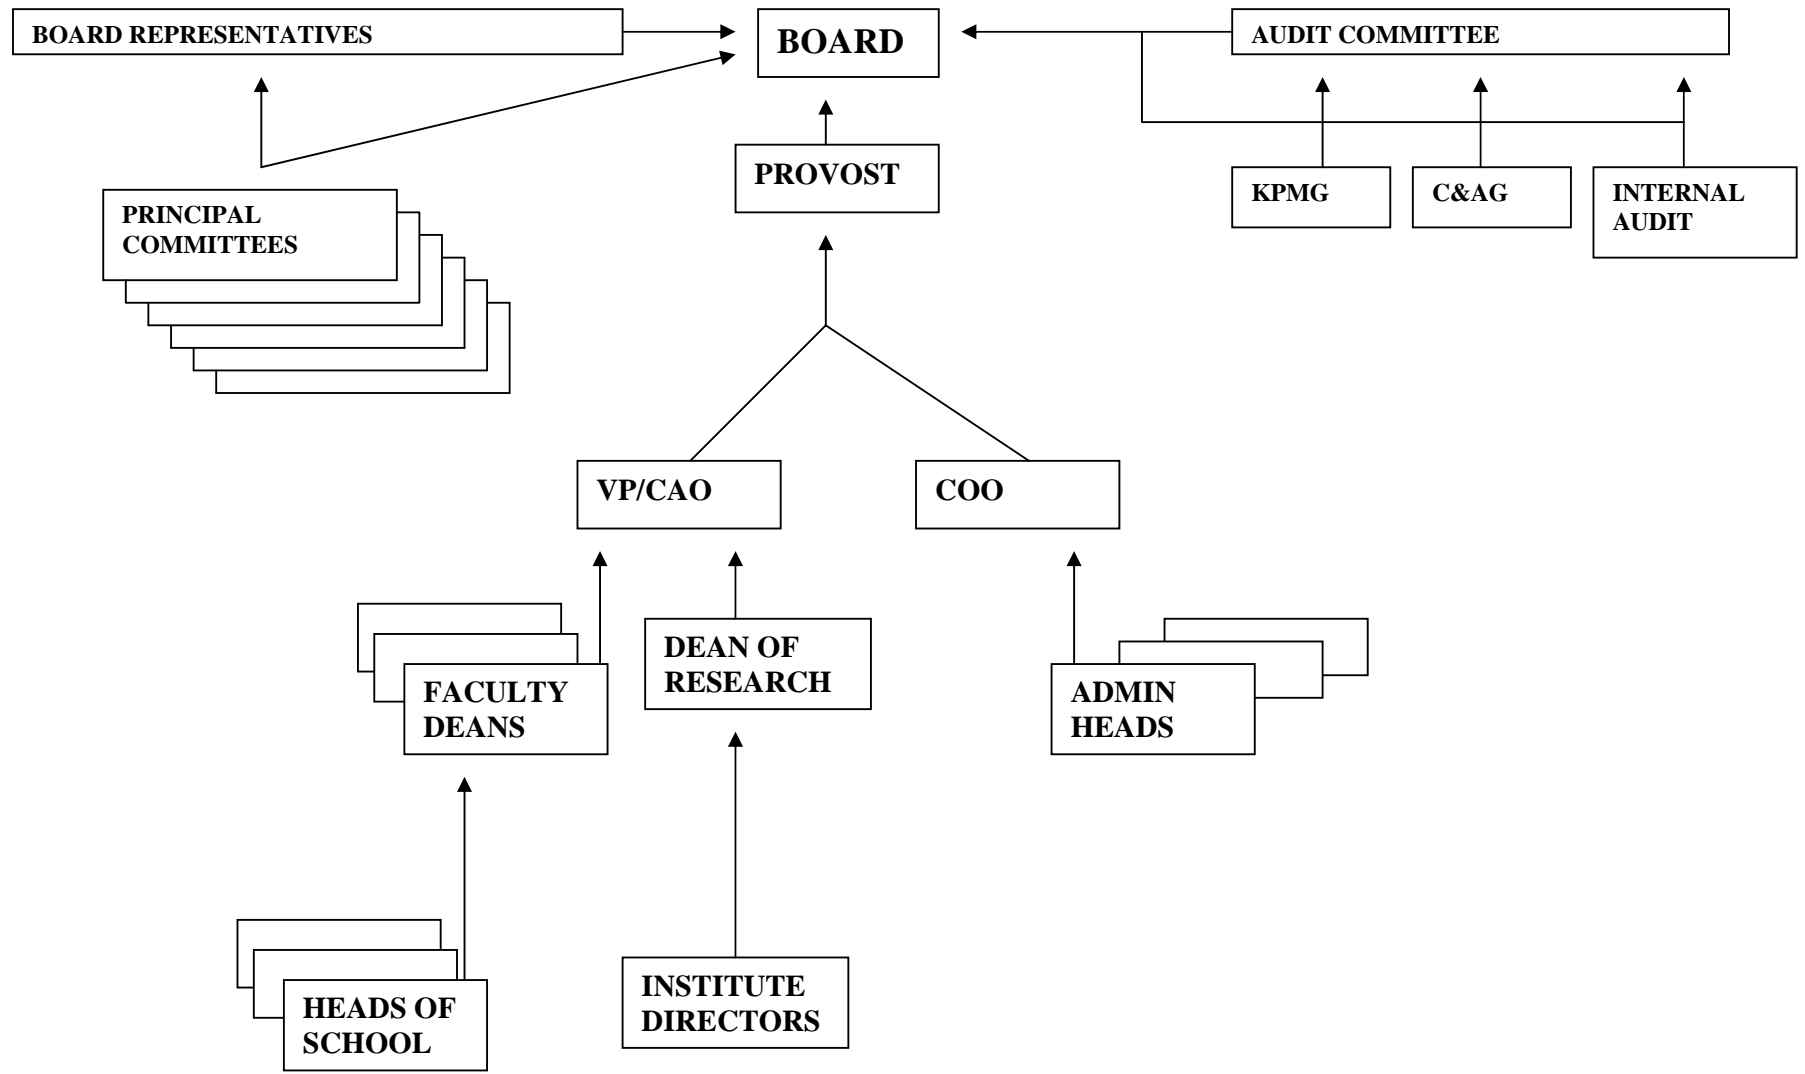 BOARD REPRESENTATIVES
BOARD
AUDIT COMMITTEE
PROVOST
KPMG
C&AG
INTERNAL
AUDIT
PRINCIPAL
COMMITTEES
VP/CAO
COO
FACULTY
DEANS
DEAN OF
RESEARCH
ADMIN
HEADS
HEADS OF
SCHOOL
INSTITUTE
DIRECTORS